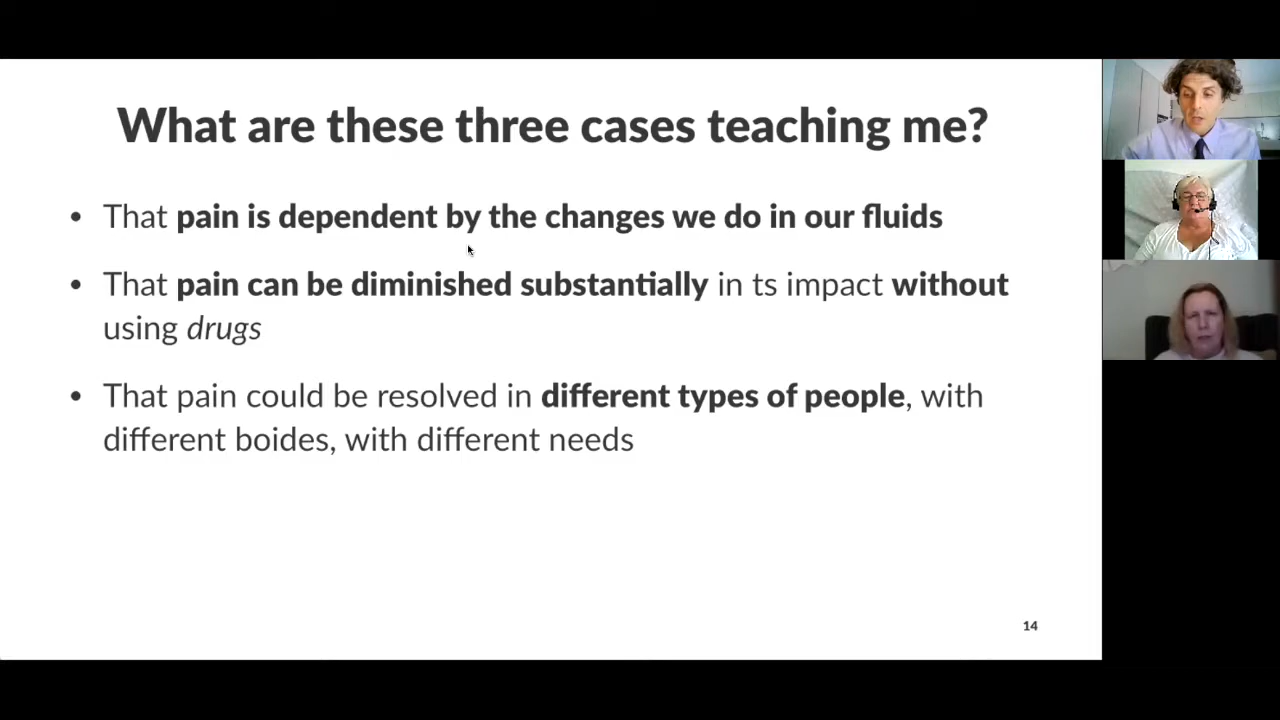 What are these three cases teaching me?
• That pain is dependent by the changes we do in our fluids
• That pain can be diminished substantially in ts impact without
using drugs
• That pain could be resolved in different types of people, with
different boides, with different needs
14